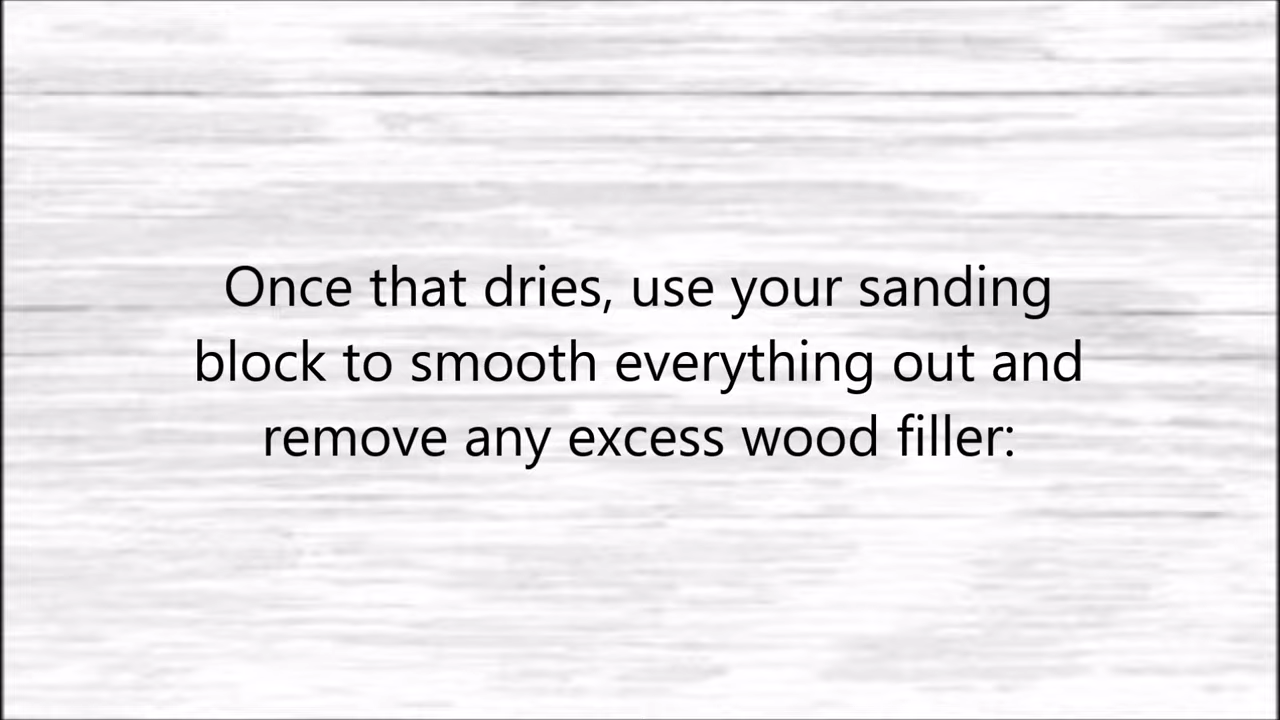 Once that dries, use your sanding
block to smooth everything out and
remove any excess wood filler: